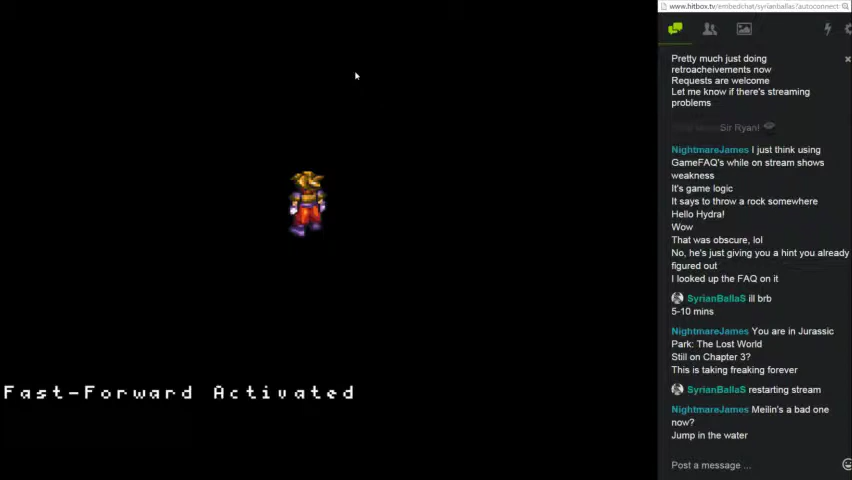 Fast-Forward Activated
www.hitbox.tv/embedchat/syrianballas?autoconnect
Pretty much just doing
retroacheivements now
Requests are welcome
Let me know if there's streaming
problems
Sir Ryan!
NightmareJames I just think using
GameFAQ's while on stream shows
weakness
It's game logic
It says to throw a rock somewhere
Hello Hydra!
Wow
That was obscure, lol
No, he's just giving you a hint you already
figured out
I looked up the FAQ on it
SyrianBallaS ill brb
5-10 mins
NightmareJames You are in Jurassic
Park: The Lost World
Still on Chapter 3?
This is taking freaking forever
SyrianBallaS restarting stream
NightmareJames Meilin's a bad one
now?
Jump in the water
Post a message ...